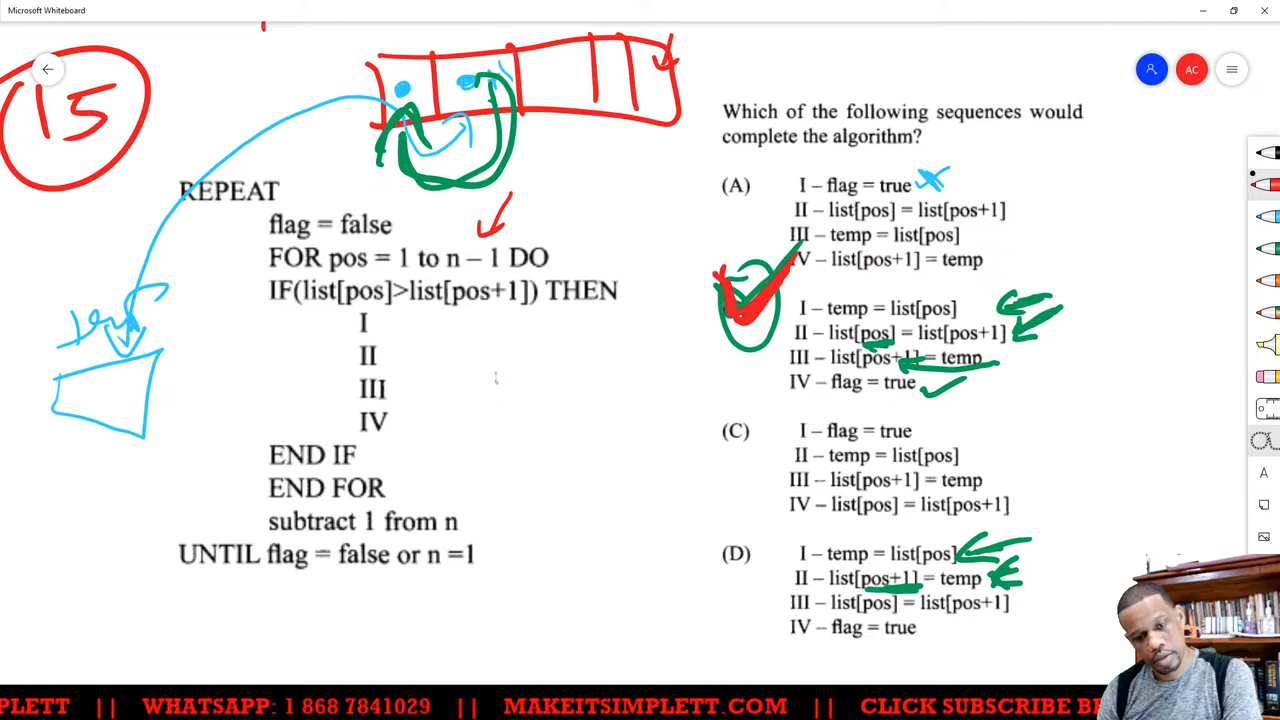 Microsoft Whiteboard
AC
15
REPEAT
flag = false
FOR pos = 1 to n – 1 DO
IF(list[pos]>list[pos+1]) THEN
I
II
III
IV
END IF
END FOR
subtract 1 from n
UNTIL flag = false or n =1
Which of the following sequences would
complete the algorithm?
(A) I – flag = true
II – list[pos] = list[pos+1]
III – temp = list[pos]
IV – list[pos+1] = temp
I – temp = list[pos]
II – list[pos] = list[pos+1]
III – list[pos+1] = temp
IV – flag = true
(C) I – flag = true
II – temp = list[pos]
III – list[pos+1] = temp
IV – list[pos] = list[pos+1]
(D) I – temp = list[pos]
II – list[pos+1] = temp
III – list[pos] = list[pos+1]
IV – flag = true
A
PLETT || WHATSAPP: 1 868 7841029 || MAKEITSIMPLETT.COM || CLICK SUBSCRIBE BE